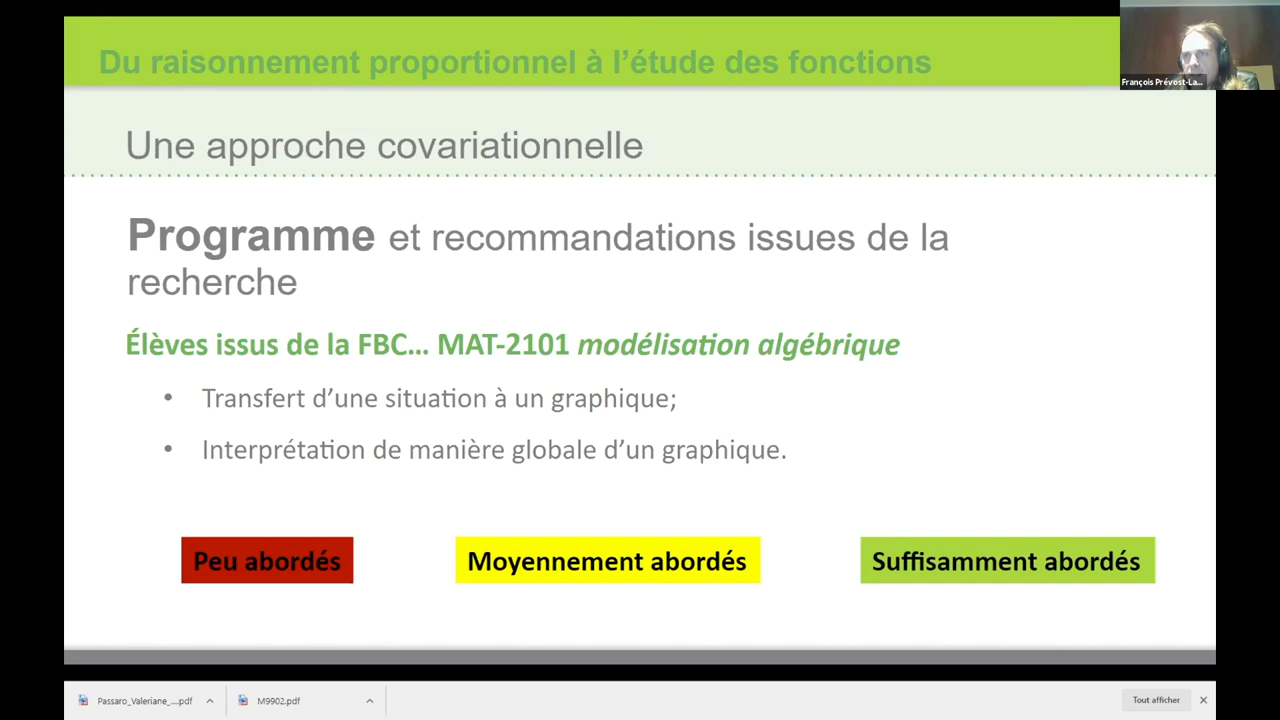 Du raisonnement proportionnel à l'étude des fonctions
François Prévost-La...
Une approche covariationnelle
Programme et recommandations issues de la
recherche
Élèves issus de la FBC... MAT-2101 modélisation algébrique
• Transfert d'une situation à un graphique;
• Interprétation de manière globale d'un graphique.
Peu abordés
Moyennement abordés
Suffisamment abordés
Passaro_Valeriane_....pdf
M9902.pdf
Tout afficher